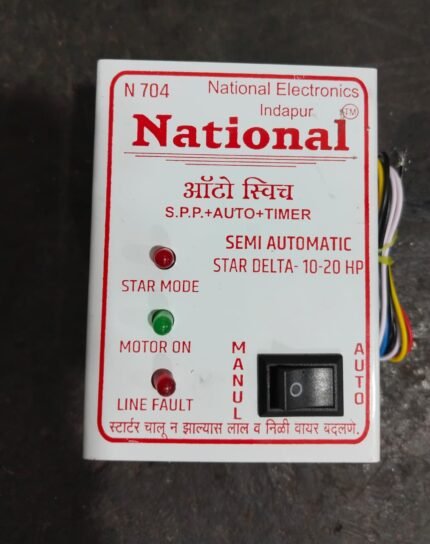 N 704
National Electronics
Indapur
TM
National
ऑटो स्विच
S.P.P.+AUTO+TIMER
SEMI AUTOMATIC
STAR DELTA- 10-20 HP
STAR MODE
MOTOR ON
LINE FAULT
MANUL
O
AUTO
स्टार्टर चालू न झाल्यास लाल व निळी वायर बदलणे.